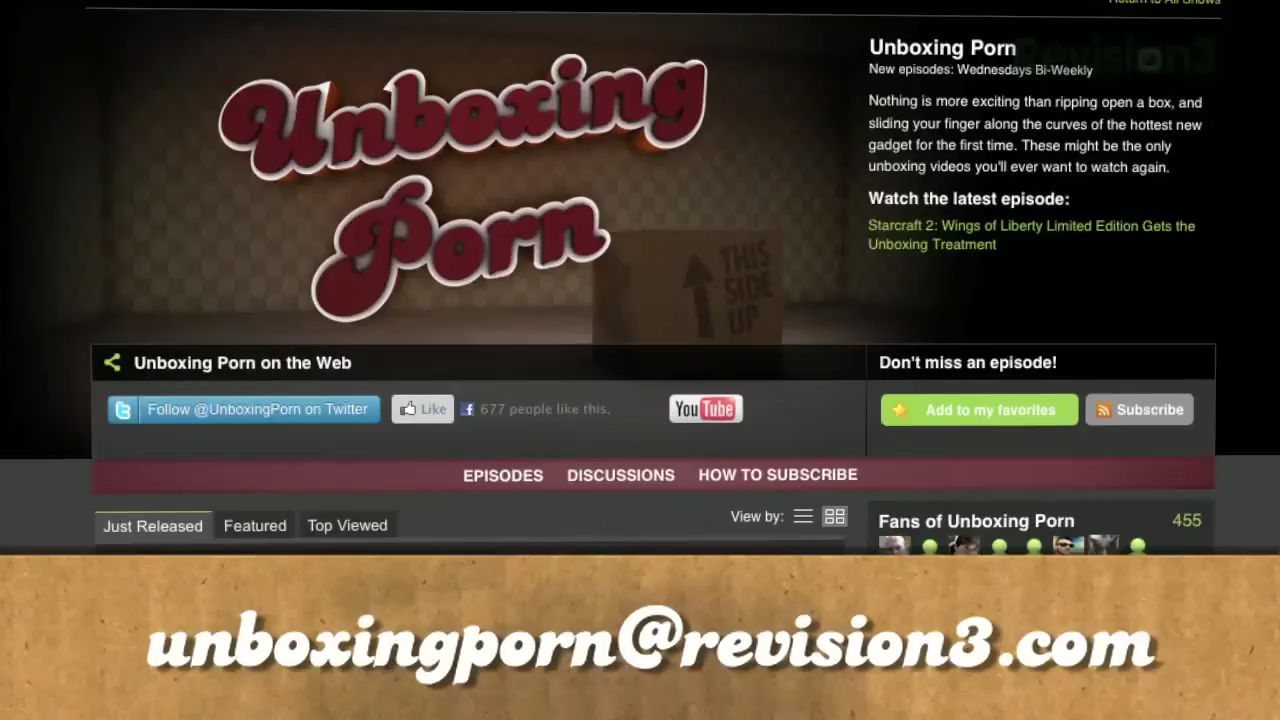 Return to All Shows
Unboxing
Porn
THIS
SIDE
UP
Unboxing Porn
Revision3
New episodes: Wednesdays Bi-Weekly
Nothing is more exciting than ripping open a box, and
sliding your finger along the curves of the hottest new
gadget for the first time. These might be the only
unboxing videos you'll ever want to watch again.
Watch the latest episode:
Starcraft 2: Wings of Liberty Limited Edition Gets the
Unboxing Treatment
Unboxing Porn on the Web
Don't miss an episode!
Follow @UnboxingPorn on Twitter
Like
677 people like this.
YouTube
Add to my favorites
Subscribe
EPISODES DISCUSSIONS HOW TO SUBSCRIBE
Just Released Featured Top Viewed
View by:
Fans of Unboxing Porn 455
unboxingporn@revision3.com